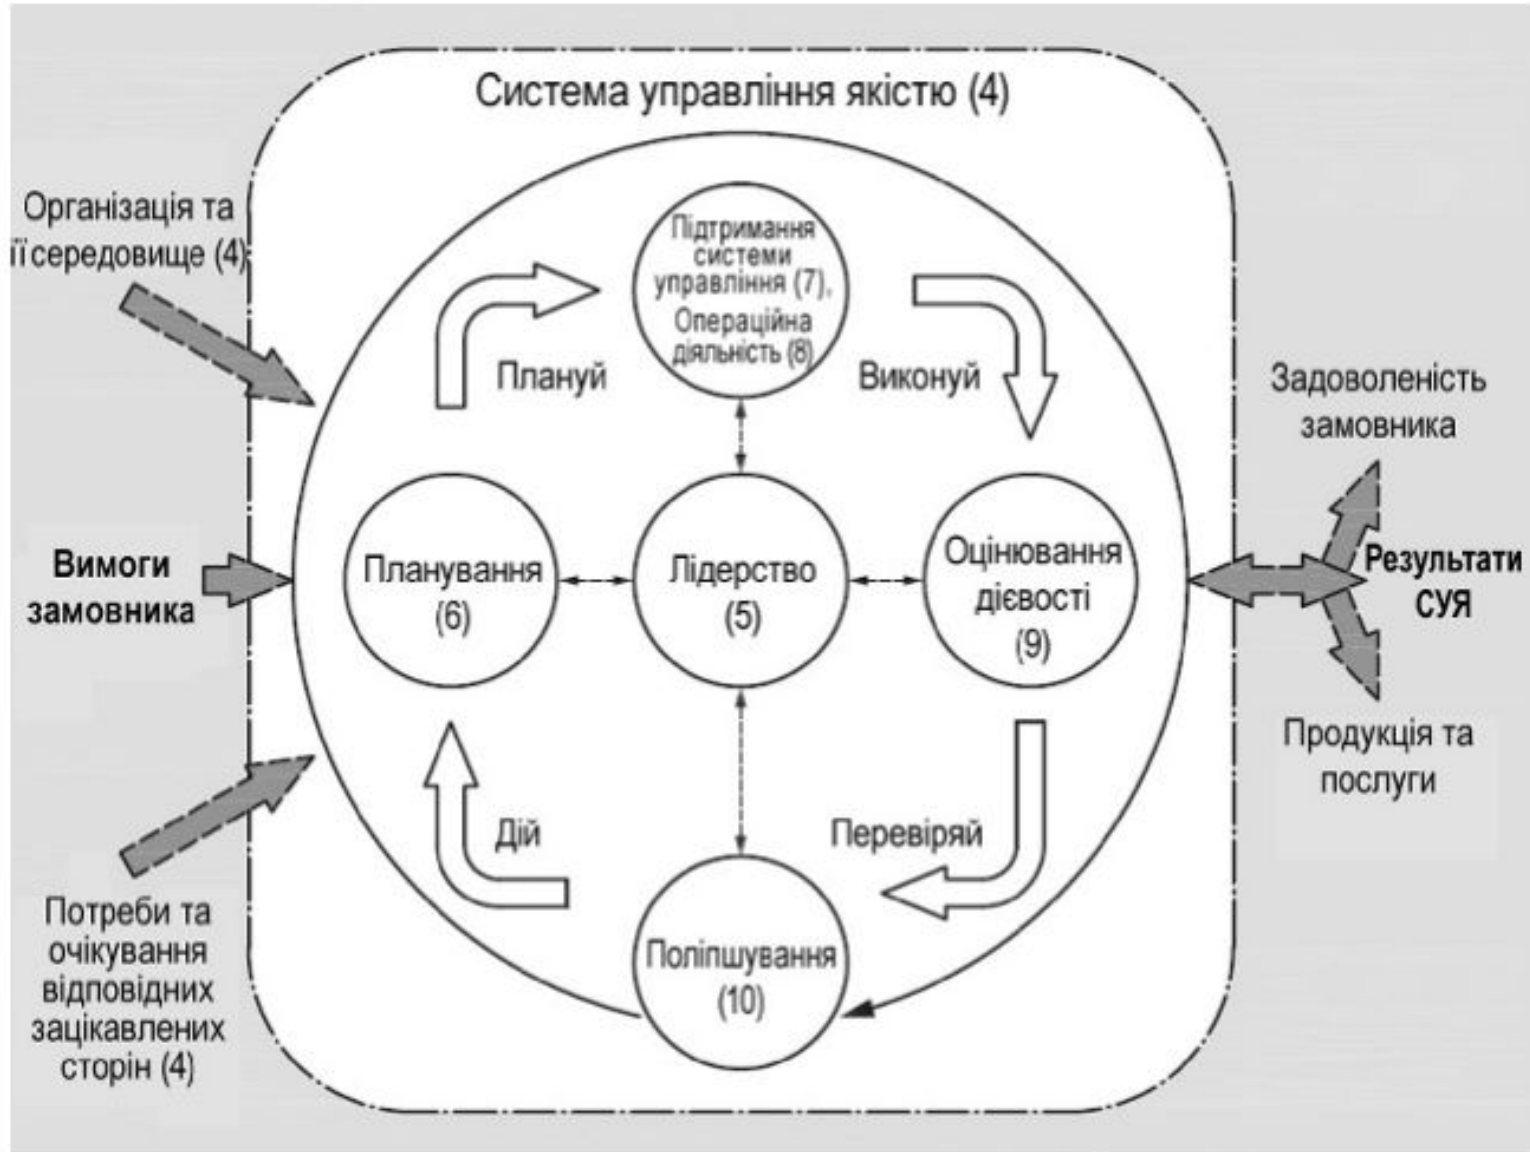 Система управління якістю (4)
Організація та
її середовище (4)
Підтримання
системи
управління (7),
Операційна
діяльність (8)
Плануй
Виконуй
Задоволеність
замовника
Вимоги
замовника
Планування
(6)
Лідерство
(5)
Оцінювання
дієвості
(9)
Результати
СУЯ
Продукція та
послуги
Дій
Перевіряй
Потреби та
очікування
відповідних
зацікавлених
сторін (4)
Поліпшування
(10)